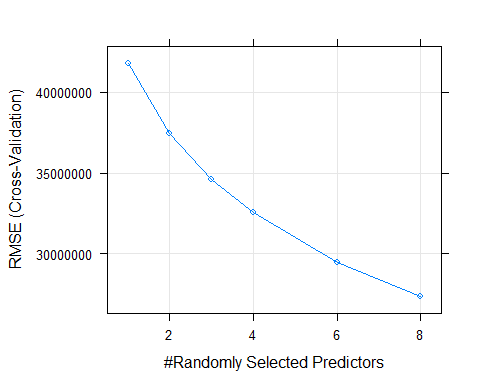 RMSE (Cross-Validation)
40000000
35000000
30000000
2 4 6 8
#Randomly Selected Predictors